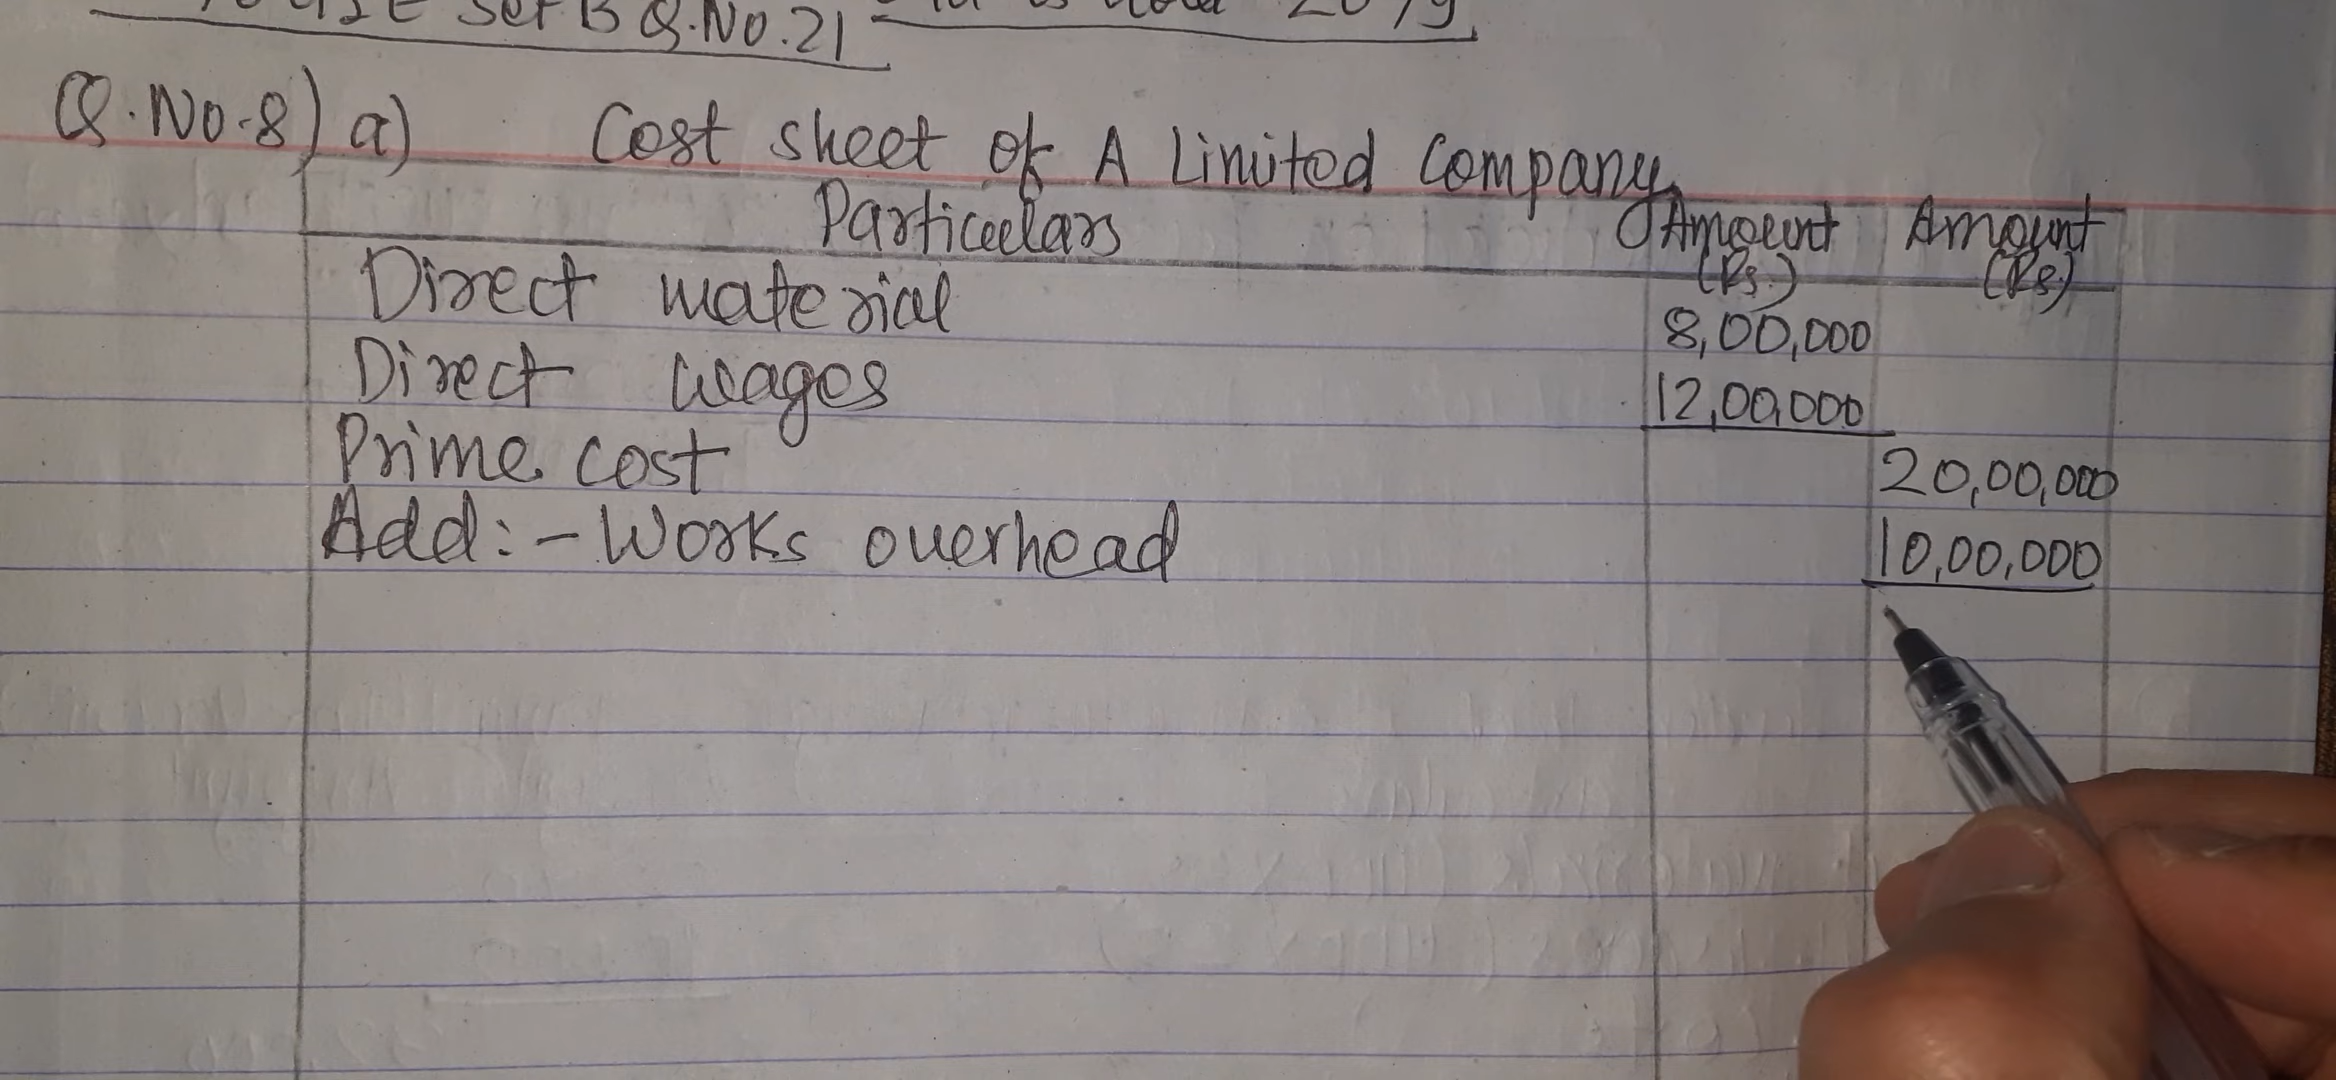 Set B Q.No.21
Q.No.8) a) Cost sheet of A Limited Company
Particulars Amount (Rs.) Amount (Rs.)
Direct material 8,00,000
Direct wages 12,00,000
Prime cost 20,00,000
Add:- Works overhead 10,00,000